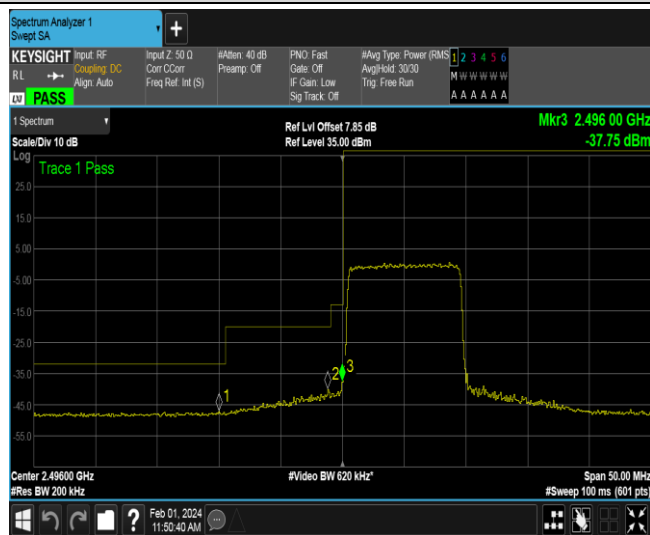 Spectrum Analyzer 1
Swept SA
+
KEYSIGHT
RL
LXI PASS
Input: RF
Coupling: DC
Align: Auto
Input Z: 50 Ω
Corr CCorr
Freq Ref: Int (S)
#Atten: 40 dB
Preamp: Off
PNO: Fast
Gate: Off
IF Gain: Low
Sig Track: Off
#Avg Type: Power (RMS
Avg|Hold: 30/30
Trig: Free Run
1 2 3 4 5 6
M W W W W W
A A A A A A
1 Spectrum
Scale/Div 10 dB
Ref Lvl Offset 7.85 dB
Ref Level 35.00 dBm
Mkr3 2.496 00 GHz
-37.75 dBm
Log
Trace 1 Pass
25.0
15.0
5.00
-5.00
-15.0
-25.0
-35.0
-45.0
-55.0
1
2
3
Center 2.49600 GHz
#Res BW 200 kHz
#Video BW 620 kHz*
Span 50.00 MHz
#Sweep 100 ms (601 pts)
?
Feb 01, 2024
11:50:40 AM